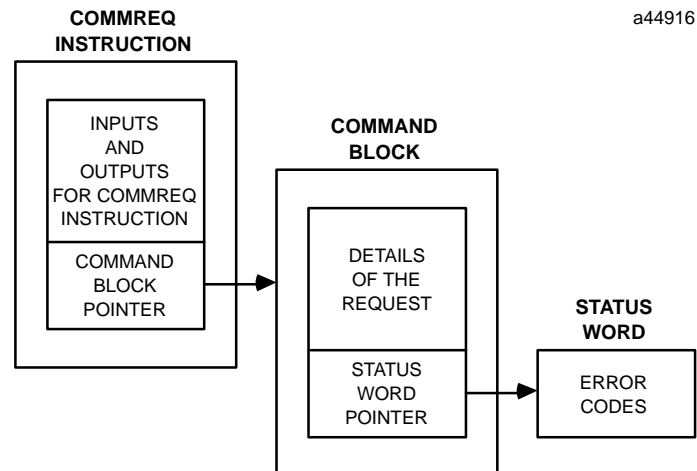 COMMREQ
INSTRUCTION
a44916
INPUTS
AND
OUTPUTS
FOR COMMREQ
INSTRUCTION
COMMAND
BLOCK
POINTER
COMMAND
BLOCK
DETAILS
OF THE
REQUEST
STATUS
WORD
POINTER
STATUS
WORD
ERROR
CODES